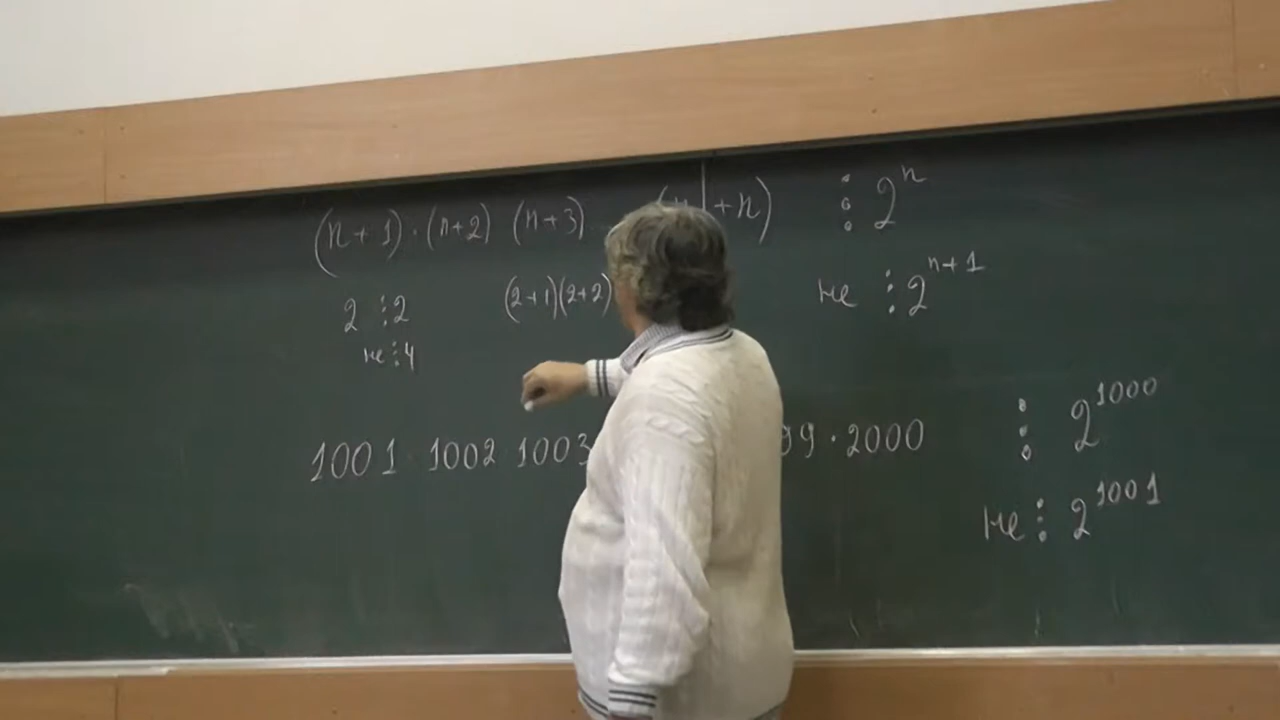 (n+1)·(n+2) (n+3) +n) ⋮ 2^n
2 ⋮ 2 (2+1)(2+2) не ⋮ 2^{n+1}
не ⋮ 4
1001 1002 1003 99·2000 ⋮ 2^{1000}
не ⋮ 2^{1001}